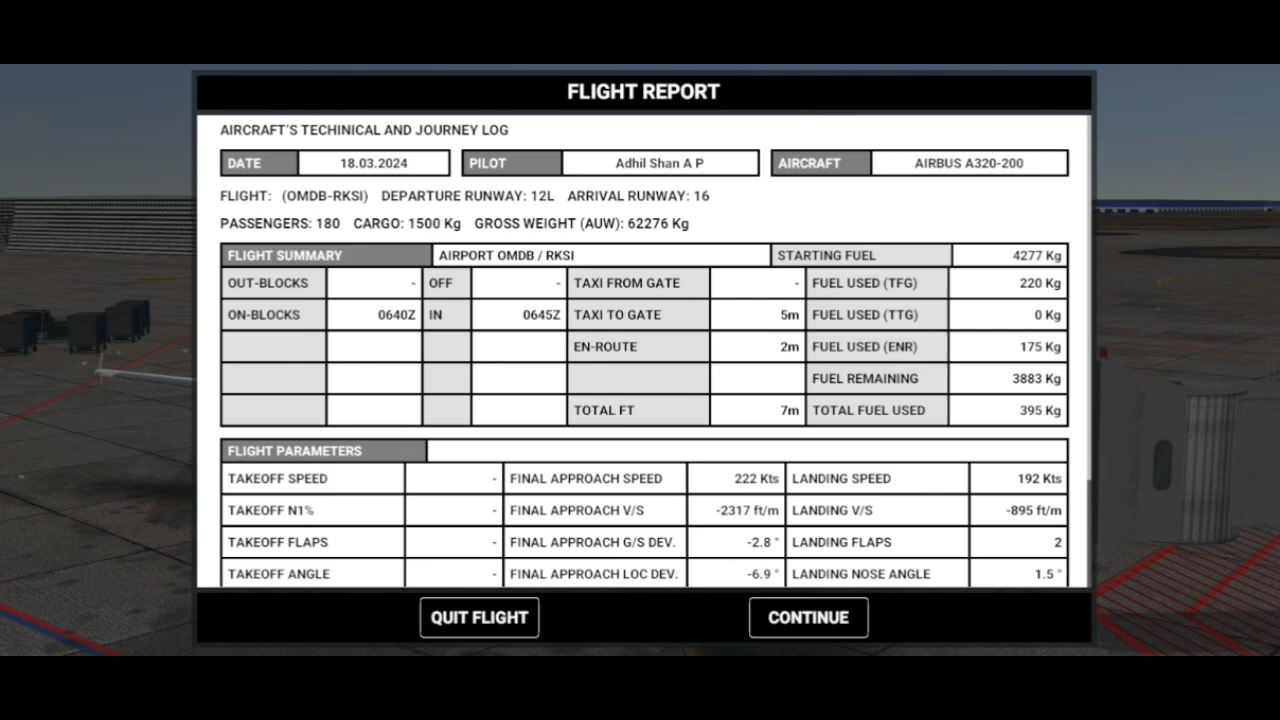 FLIGHT REPORT
AIRCRAFT'S TECHINICAL AND JOURNEY LOG
DATE 18.03.2024 PILOT Adhil Shan A P AIRCRAFT AIRBUS A320-200
FLIGHT: (OMDB-RKSI) DEPARTURE RUNWAY: 12L ARRIVAL RUNWAY: 16
PASSENGERS: 180 CARGO: 1500 Kg GROSS WEIGHT (AUW): 62276 Kg
FLIGHT SUMMARY AIRPORT OMDB / RKSI STARTING FUEL 4277 Kg
OUT-BLOCKS - OFF - TAXI FROM GATE - FUEL USED (TFG) 220 Kg
ON-BLOCKS 0640Z IN 0645Z TAXI TO GATE 5m FUEL USED (TTG) 0 Kg
EN-ROUTE 2m FUEL USED (ENR) 175 Kg
FUEL REMAINING 3883 Kg
TOTAL FT 7m TOTAL FUEL USED 395 Kg
FLIGHT PARAMETERS
TAKEOFF SPEED - FINAL APPROACH SPEED 222 Kts LANDING SPEED 192 Kts
TAKEOFF N1% - FINAL APPROACH V/S -2317 ft/m LANDING V/S -895 ft/m
TAKEOFF FLAPS - FINAL APPROACH G/S DEV. -2.8 ° LANDING FLAPS 2
TAKEOFF ANGLE - FINAL APPROACH LOC DEV. -6.9 ° LANDING NOSE ANGLE 1.5 °
QUIT FLIGHT CONTINUE